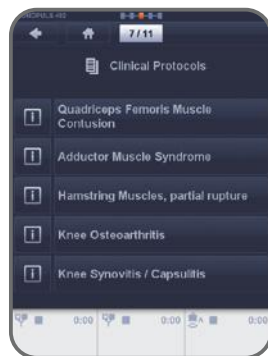 7/11
Clinical Protocols
Quadriceps Femoris Muscle
Contusion
Adductor Muscle Syndrome
Hamstring Muscles, partial rupture
Knee Osteoarthritis
Knee Synovitis / Capsulitis
0:00 0:00 0:00